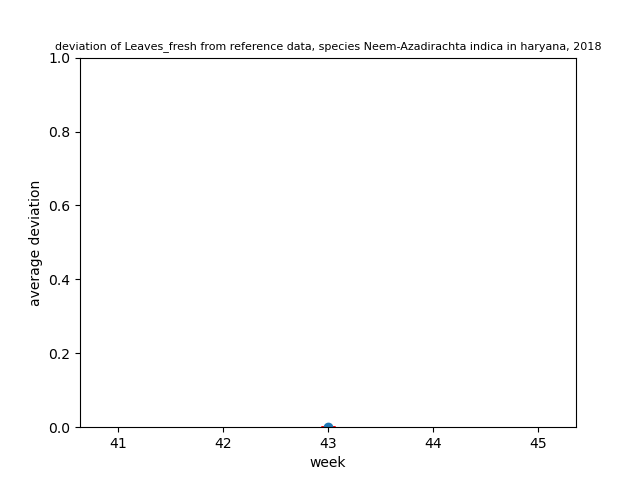 deviation of Leaves_fresh from reference data, species Neem-Azadirachta indica in haryana, 2018
1.0
0.8
0.6
0.4
0.2
0.0
average deviation
41 42 43 44 45
week